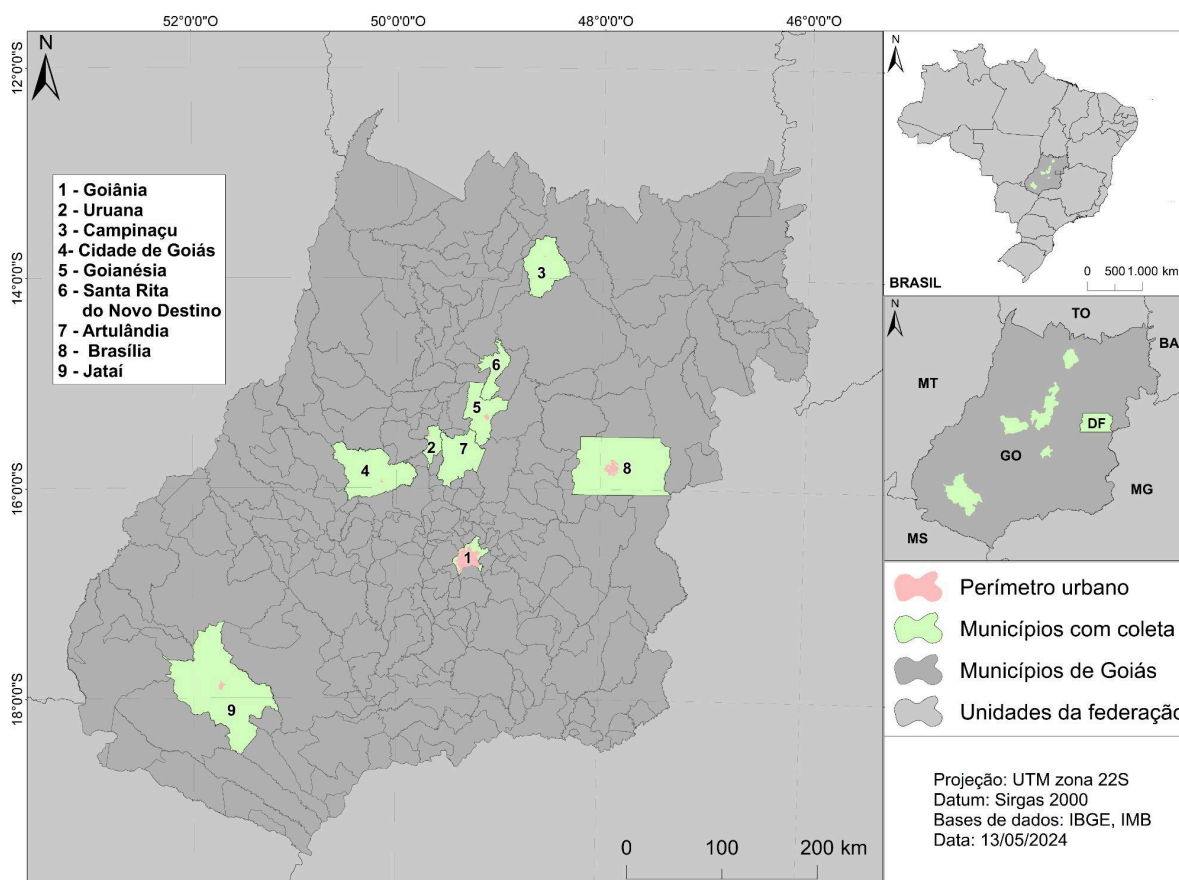 52°0'0"O
50°0'0"O
48°0'0"O
46°0'0"O
12°0'0"S
14°0'0"S
16°0'0"S
18°0'0"S
N
1 - Goiânia
2 - Uruana
3 - Campinaçu
4- Cidade de Goiás
5 - Goianésia
6 - Santa Rita
do Novo Destino
7 - Artulândia
8 - Brasília
9 - Jataí
3
6
5
2
7
4
8
1
9
0 100 200 km
N
BRASIL
0 500 1.000 km
N
TO
BA
MT
DF
GO
MG
MS
Perímetro urbano
Municípios com coleta
Municípios de Goiás
Unidades da federação
Projeção: UTM zona 22S
Datum: Sirgas 2000
Bases de dados: IBGE, IMB
Data: 13/05/2024